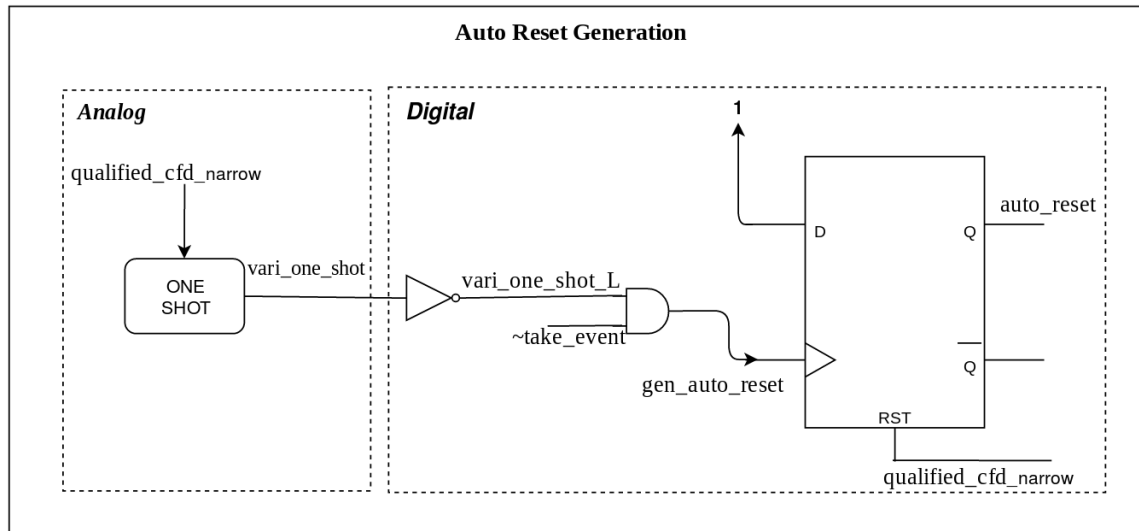 Auto Reset Generation
Analog
Digital
1
qualified_cfd_narrow
auto_reset
D
Q
vari_one_shot
vari_one_shot_L
ONE
SHOT
~take_event
gen_auto_reset
Q
RST
qualified_cfd_narrow